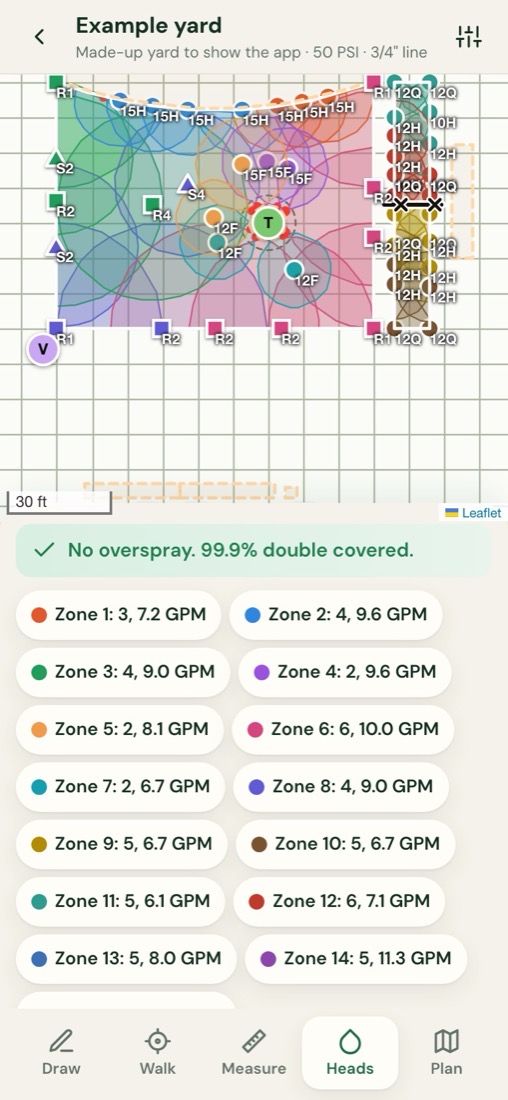 Example yard
Made-up yard to show the app · 50 PSI · 3/4" line
R1
15H
15H
15H
15H
15H
15H
15H
R1
12Q
12Q
12H
10H
12H
12H
S2
15F
15F
15F
12H
S4
12Q
12Q
R2
R2
R4
T
12F
12F
S2
R2
12Q
12Q
12H
12H
12H
12F
12H
12H
R1
R2
R2
R2
R1
12Q
12Q
V
30 ft
Leaflet
No overspray. 99.9% double covered.
Zone 1: 3, 7.2 GPM
Zone 2: 4, 9.6 GPM
Zone 3: 4, 9.0 GPM
Zone 4: 2, 9.6 GPM
Zone 5: 2, 8.1 GPM
Zone 6: 6, 10.0 GPM
Zone 7: 2, 6.7 GPM
Zone 8: 4, 9.0 GPM
Zone 9: 5, 6.7 GPM
Zone 10: 5, 6.7 GPM
Zone 11: 5, 6.1 GPM
Zone 12: 6, 7.1 GPM
Zone 13: 5, 8.0 GPM
Zone 14: 5, 11.3 GPM
Draw
Walk
Measure
Heads
Plan